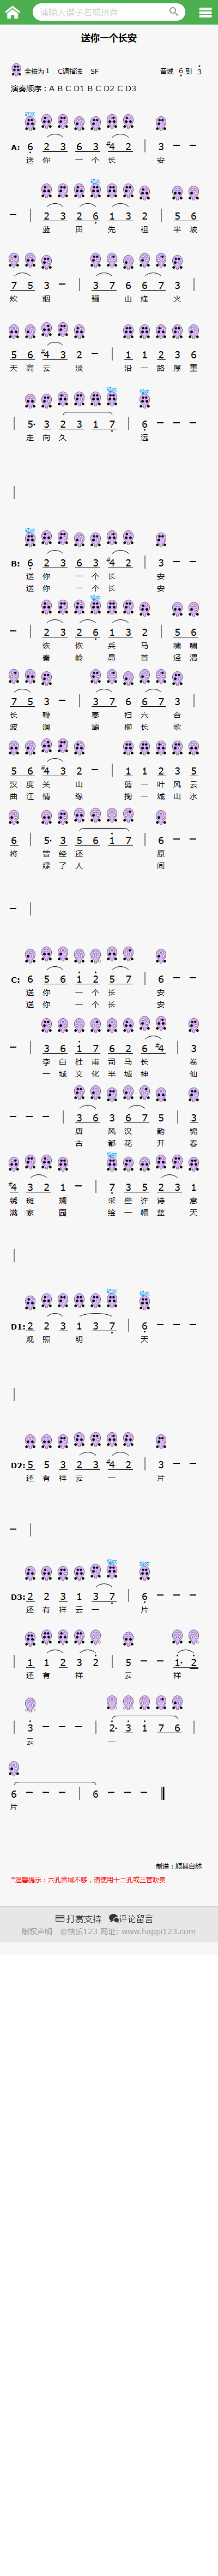 请输入谱子名或拼音
送你一个长安
全按为1 C调指法 SF 音域 6 到 3
演奏顺序：A B C D1 B C D2 C D3
A: 6 2 3 6 3 #4 2 | 3 － －
送 你 一 个 长 安
－ | 2 3 2 6 1 3 2 | 5 6
蓝 田 先 祖 半 坡
7 5 3 － | 3 7 6 6 7 3 |
炊 烟 骊 山 烽 火
5 6 #4 3 2 － | 1 1 2 3 6
天 高 云 淡 沿 一 路 厚 重
| 5· 3 2 3 1 7 | 6 － － －
走 向 久 远
|
B: 6 2 3 6 3 #4 2 | 3 － －
送 你 一 个 长 安
送 你 一 个 长 安
－ | 2 3 2 6 1 3 2 | 5 6
恢 恢 兵 马 啸 啸
秦 岭 昂 首 泾 渭
7 5 3 － | 3 7 6 6 7 3 |
长 鞭 秦 扫 六 合
波 澜 灞 柳 长 歌
5 6 #4 3 2 － | 1 1 2 3 5
汉 度 关 山 剪 一 叶 风 云
曲 江 情 缘 掬 一 城 山 水
6 | 5· 3 5 6 1 7 | 6 － －
将 曾 经 还 原
绿 了 人 间
－ |
C: 6 5 6 1 2 5 7 | 6 － －
送 你 一 个 长 安
送 你 一 个 长 安
－ | 3 6 1 7 6 2 6 #4 | 3
李 白 杜 甫 司 马 长 卷
一 城 文 化 半 城 神 仙
－ － － | 3 6 3 6 7 5 | 3
唐 风 汉 韵 锦
古 都 花 开 春
#4 3 2 1 － | 7 3 5 2 3 1
绣 斑 斓 采 些 许 诗 意
满 家 园 绘 一 幅 蓝 天
|
D1: 2 2 3 1 3 7 | 6 － － －
观 照 明 天
|
D2: 5 5 3 2 3 #4 2 | 3 － －
还 有 祥 云 一 片
－ |
D3: 2 2 3 1 3 7 | 6 － － －
还 有 祥 云 一 片
| 1 1 2 3 2 | 5 － － 1· 2
还 有 祥 云 祥
| 3 － － － | 2· 3 1 7 6 |
云 一
6 － － － | 6 － － －
片
制谱：顺其自然
*温馨提示：六孔音域不够，请使用十二孔或三管吹奏
打赏支持 评论留言
版权声明 ©快乐123 网址: www.happi123.com